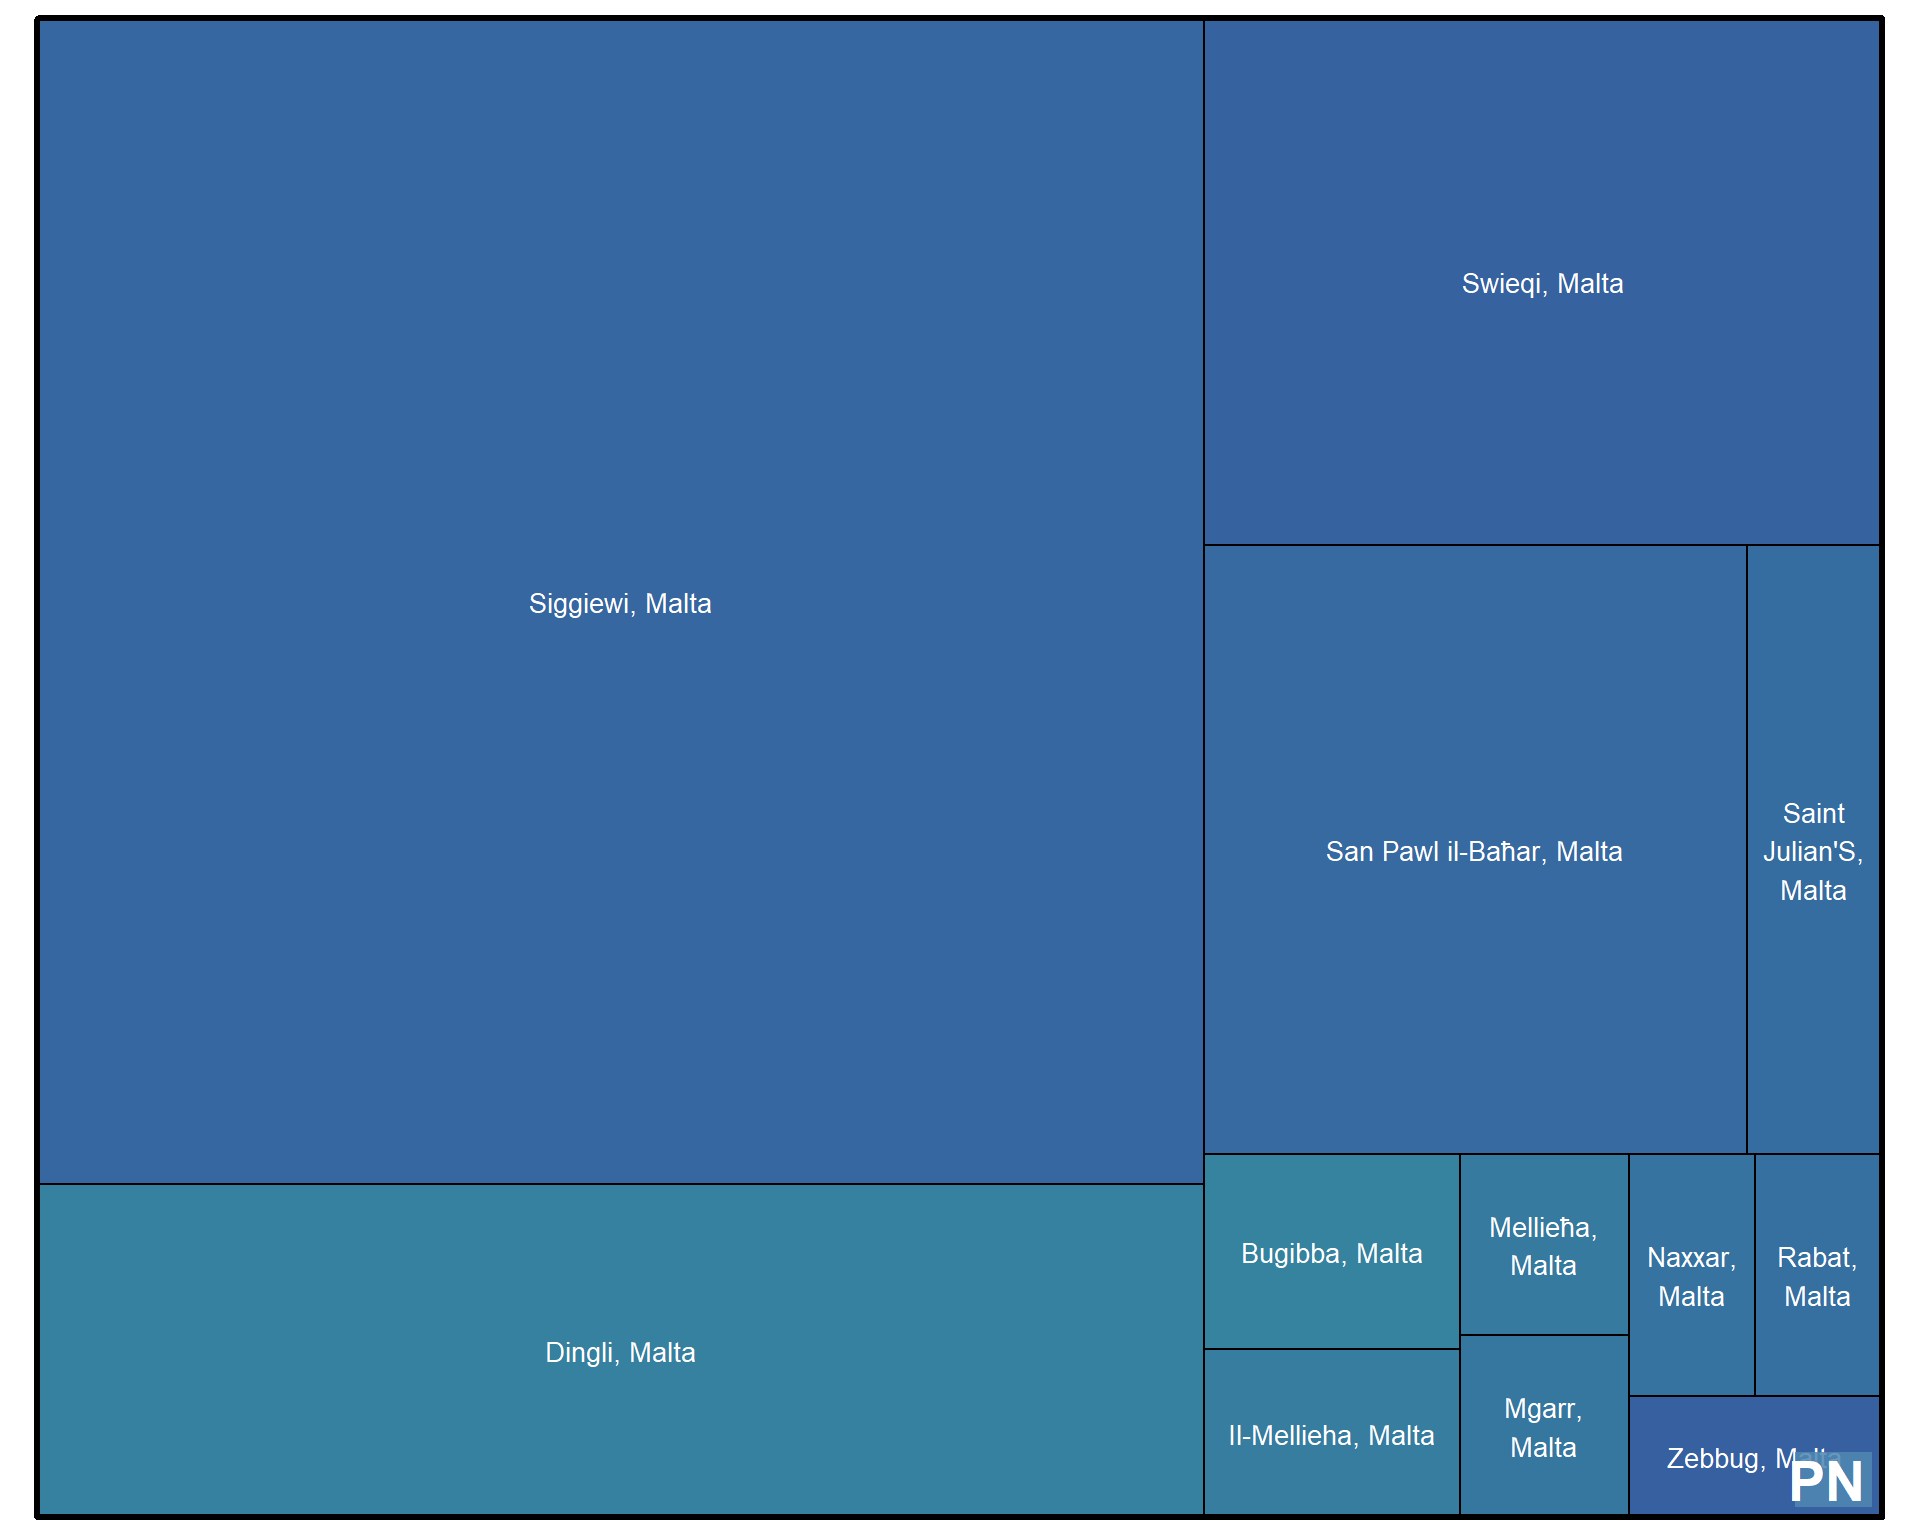 Swieqi, Malta
Siggiewi, Malta
San Pawl il-Baħar, Malta
Saint
Julian'S,
Malta
Bugibba, Malta
Mellieħa,
Malta
Naxxar,
Malta
Rabat,
Malta
Dingli, Malta
Il-Mellieha, Malta
Mgarr,
Malta
Zebbug, Malta
PN